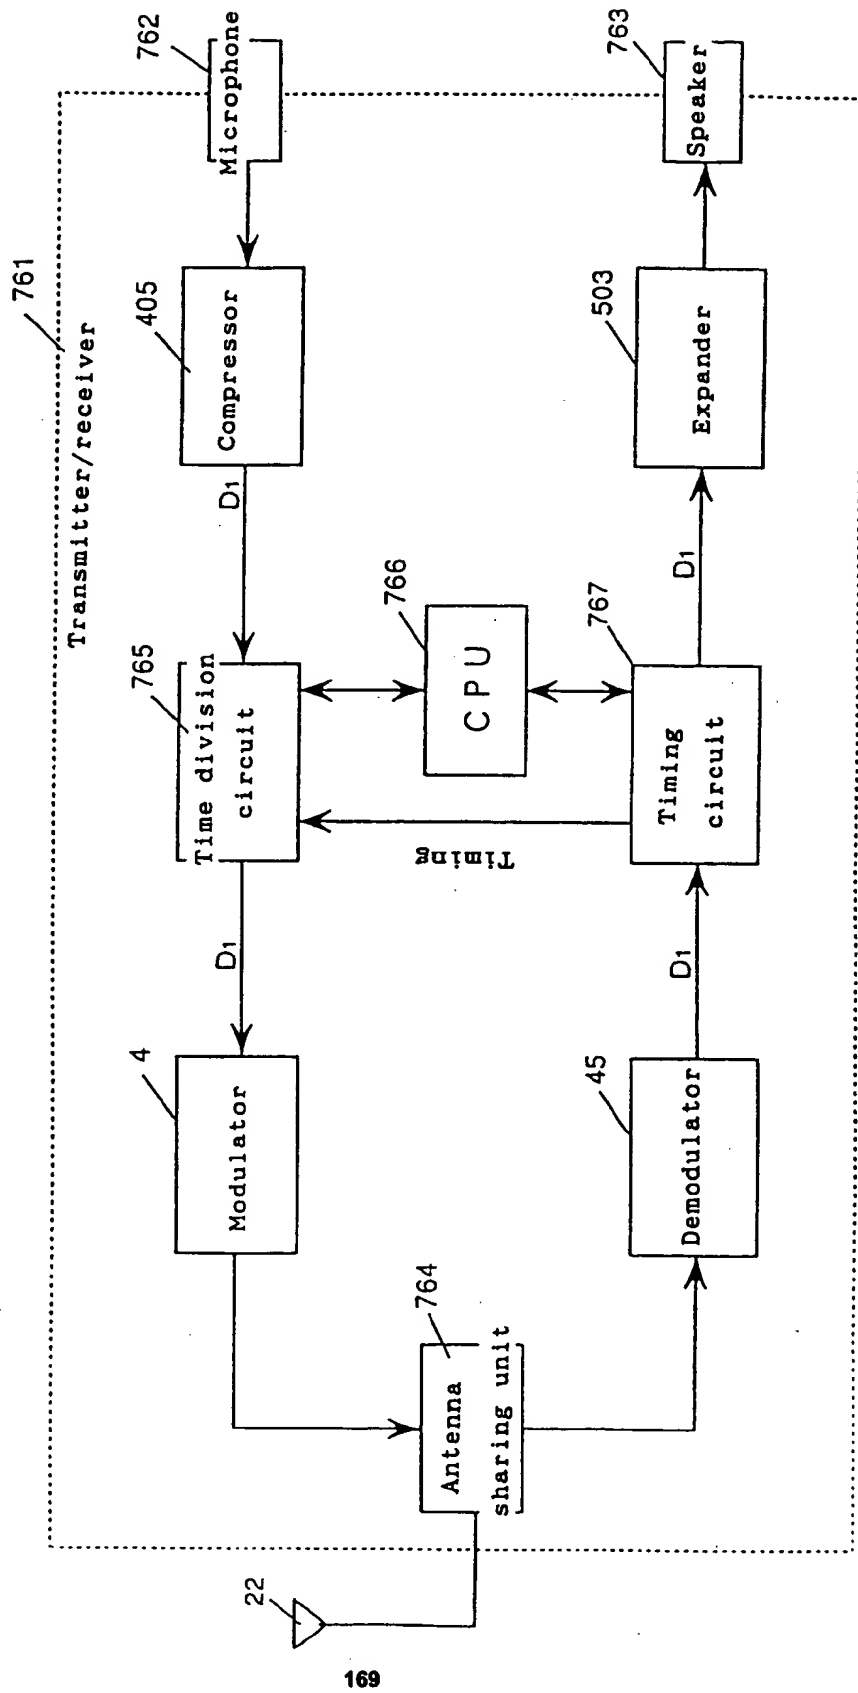 761
Transmitter/receiver
22
Antenna
sharing unit
764
Modulator
4
D1
Time division
circuit
765
D1
Compressor
405
Microphone
762
CPU
766
Timing
Demodulator
45
D1
Timing
circuit
767
D1
Expander
503
Speaker
763
169